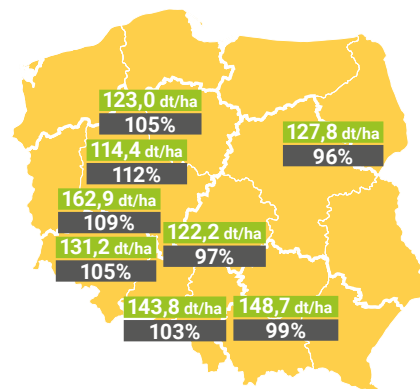 123,0 dt/ha
105%
114,4 dt/ha
112%
127,8 dt/ha
96%
162,9 dt/ha
109%
131,2 dt/ha
105%
122,2 dt/ha
97%
143,8 dt/ha
103%
148,7 dt/ha
99%